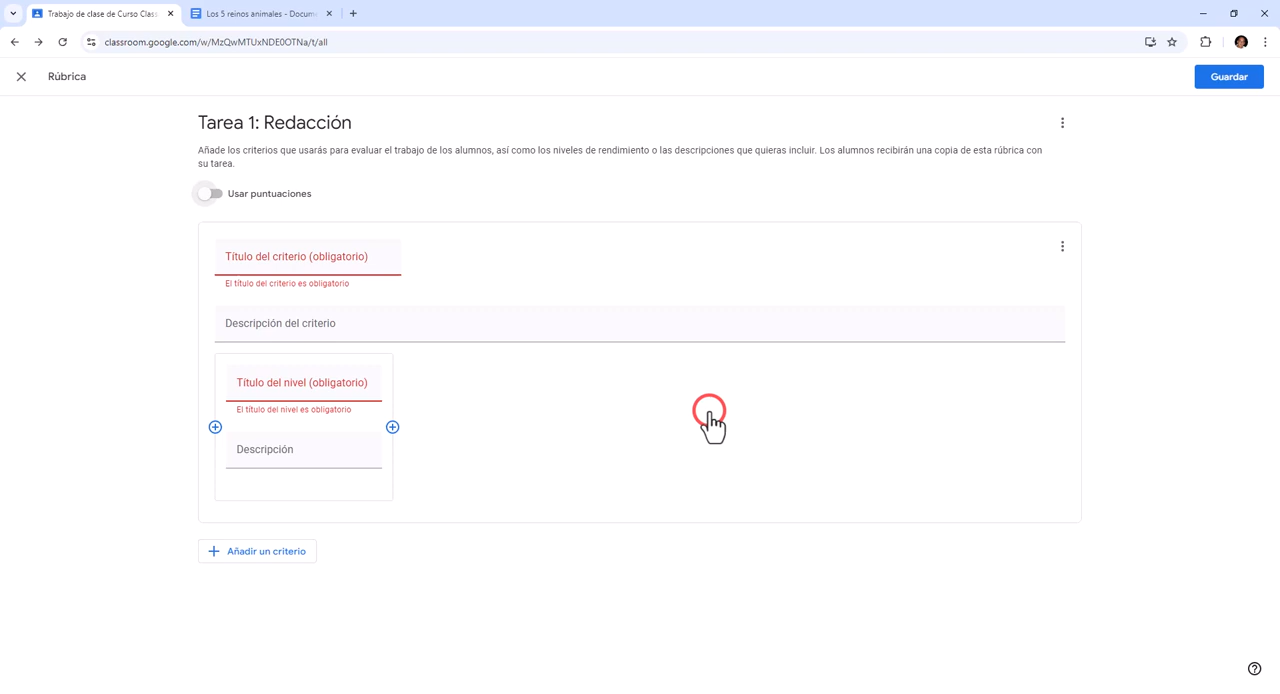 Trabajo de clase de Curso Class
Los 5 reinos animales - Docum
classroom.google.com/w/MzQwMTUxNDE0OTNa/t/all
Rúbrica
Guardar
Tarea 1: Redacción
Añade los criterios que usarás para evaluar el trabajo de los alumnos, así como los niveles de rendimiento o las descripciones que quieras incluir. Los alumnos recibirán una copia de esta rúbrica con
su tarea.
Usar puntuaciones
Título del criterio (obligatorio)
El título del criterio es obligatorio
Descripción del criterio
Título del nivel (obligatorio)
El título del nivel es obligatorio
Descripción
Añadir un criterio